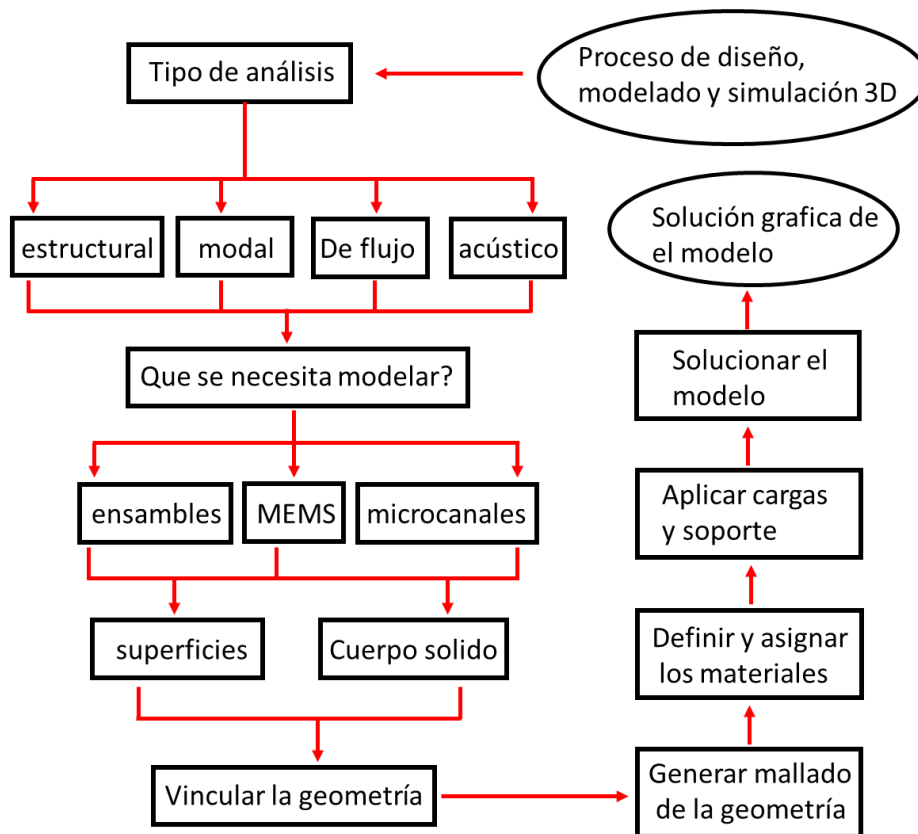 Proceso de diseño,
modelado y simulación 3D
Tipo de análisis
estructural
modal
De flujo
acústico
Que se necesita modelar?
ensambles
MEMS
microcanales
superficies
Cuerpo solido
Vincular la geometría
Generar mallado
de la geometría
Definir y asignar
los materiales
Aplicar cargas
y soporte
Solucionar el
modelo
Solución grafica de
el modelo